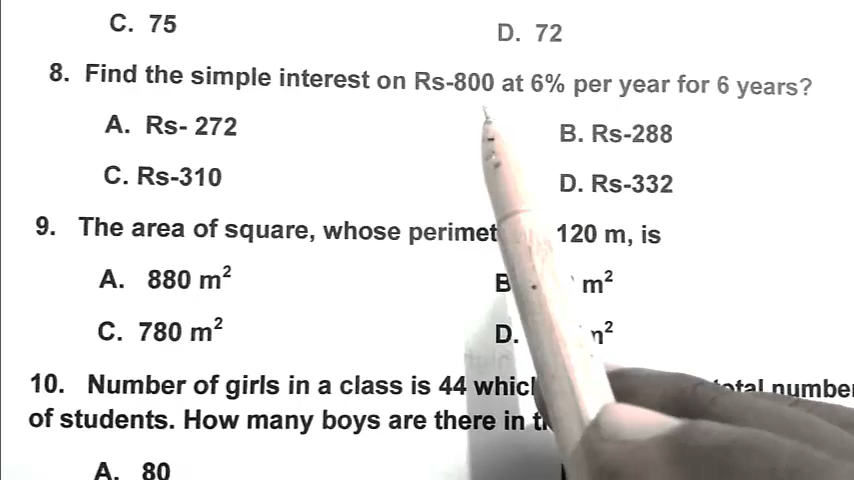 C. 75
D. 72
8. Find the simple interest on Rs-800 at 6% per year for 6 years?
A. Rs- 272
B. Rs-288
C. Rs-310
D. Rs-332
9. The area of square, whose 120 m, is
A. 880 m²
B m²
C. 780 m²
D.
10. Number of girls in a class is 44 number
of students. How many boys are there in
A. 80